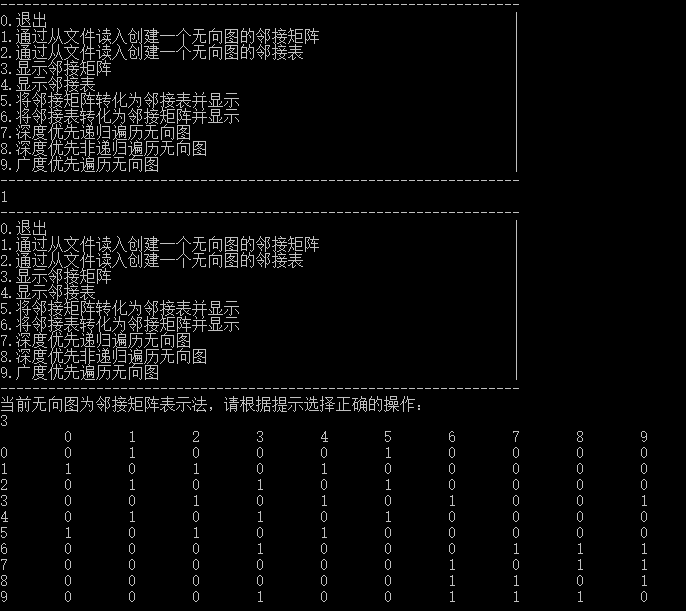 -----------------------------------------------------------------
0.退出                                                          |
1.通过从文件读入创建一个无向图的邻接矩阵                        |
2.通过从文件读入创建一个无向图的邻接表                          |
3.显示邻接矩阵                                                  |
4.显示邻接表                                                    |
5.将邻接矩阵转化为邻接表并显示                                  |
6.将邻接表转化为邻接矩阵并显示                                  |
7.深度优先递归遍历无向图                                        |
8.深度优先非递归遍历无向图                                      |
9.广度优先遍历无向图                                            |
-----------------------------------------------------------------
1
-----------------------------------------------------------------
0.退出                                                          |
1.通过从文件读入创建一个无向图的邻接矩阵                        |
2.通过从文件读入创建一个无向图的邻接表                          |
3.显示邻接矩阵                                                  |
4.显示邻接表                                                    |
5.将邻接矩阵转化为邻接表并显示                                  |
6.将邻接表转化为邻接矩阵并显示                                  |
7.深度优先递归遍历无向图                                        |
8.深度优先非递归遍历无向图                                      |
9.广度优先遍历无向图                                            |
-----------------------------------------------------------------
当前无向图为邻接矩阵表示法，请根据提示选择正确的操作：
3
        0       1       2       3       4       5       6       7       8       9
0       0       1       0       0       0       1       0       0       0       0
1       1       0       1       0       1       0       0       0       0       0
2       0       1       0       1       0       1       0       0       0       0
3       0       0       1       0       1       0       1       0       0       1
4       0       1       0       1       0       1       0       0       0       0
5       1       0       1       0       1       0       0       0       0       0
6       0       0       0       1       0       0       0       1       1       1
7       0       0       0       0       0       0       1       0       1       1
8       0       0       0       0       0       0       1       1       0       1
9       0       0       0       1       0       0       1       1       1       0